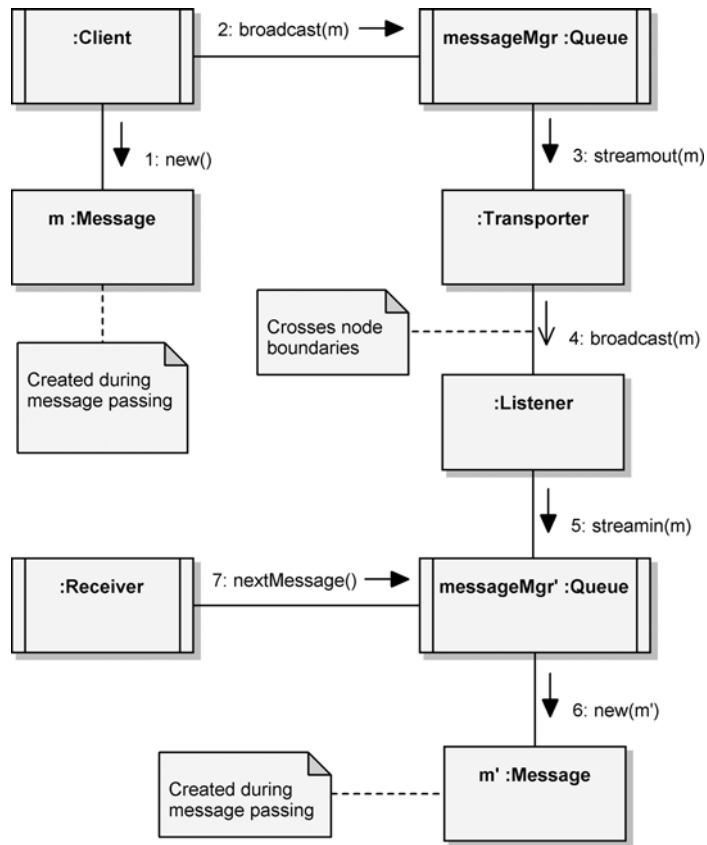 :Client
2: broadcast(m)
messageMgr :Queue
1: new()
3: streamout(m)
m :Message
:Transporter
Crosses node
boundaries
4: broadcast(m)
Created during
message passing
:Listener
5: streamin(m)
:Receiver
7: nextMessage()
messageMgr' :Queue
6: new(m')
Created during
message passing
m' :Message